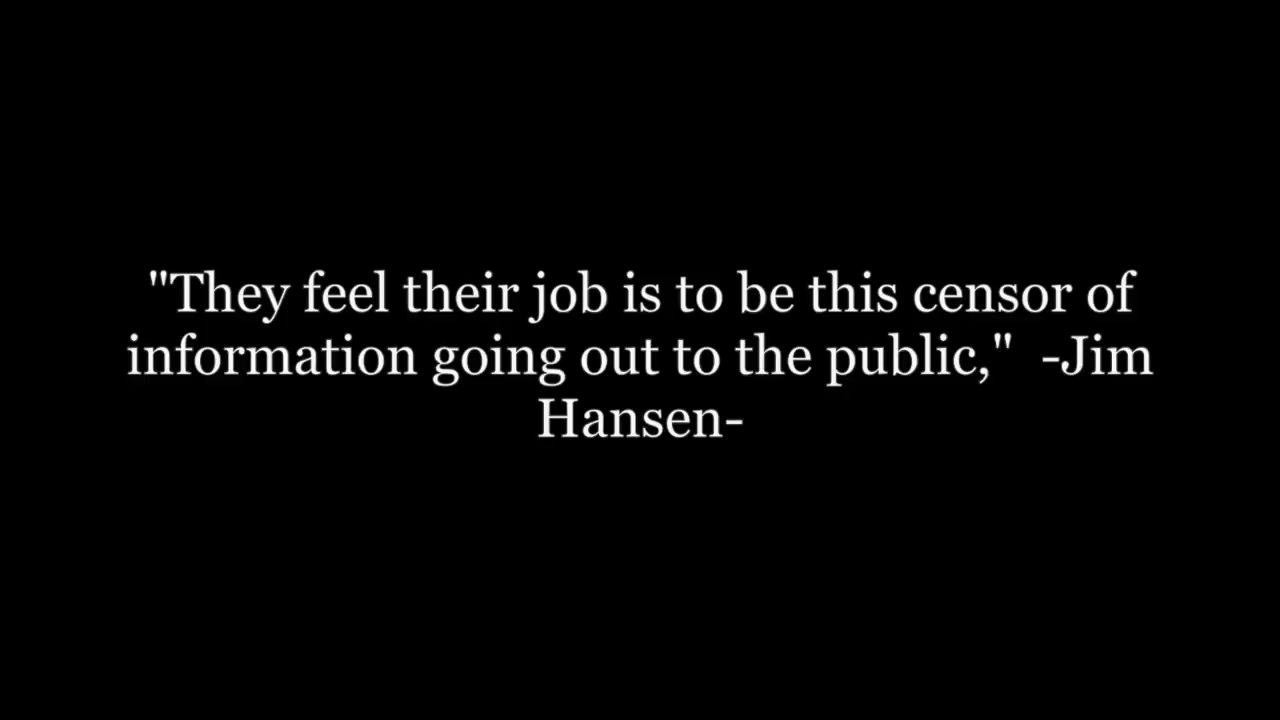 "They feel their job is to be this censor of
information going out to the public,"  -Jim
Hansen-